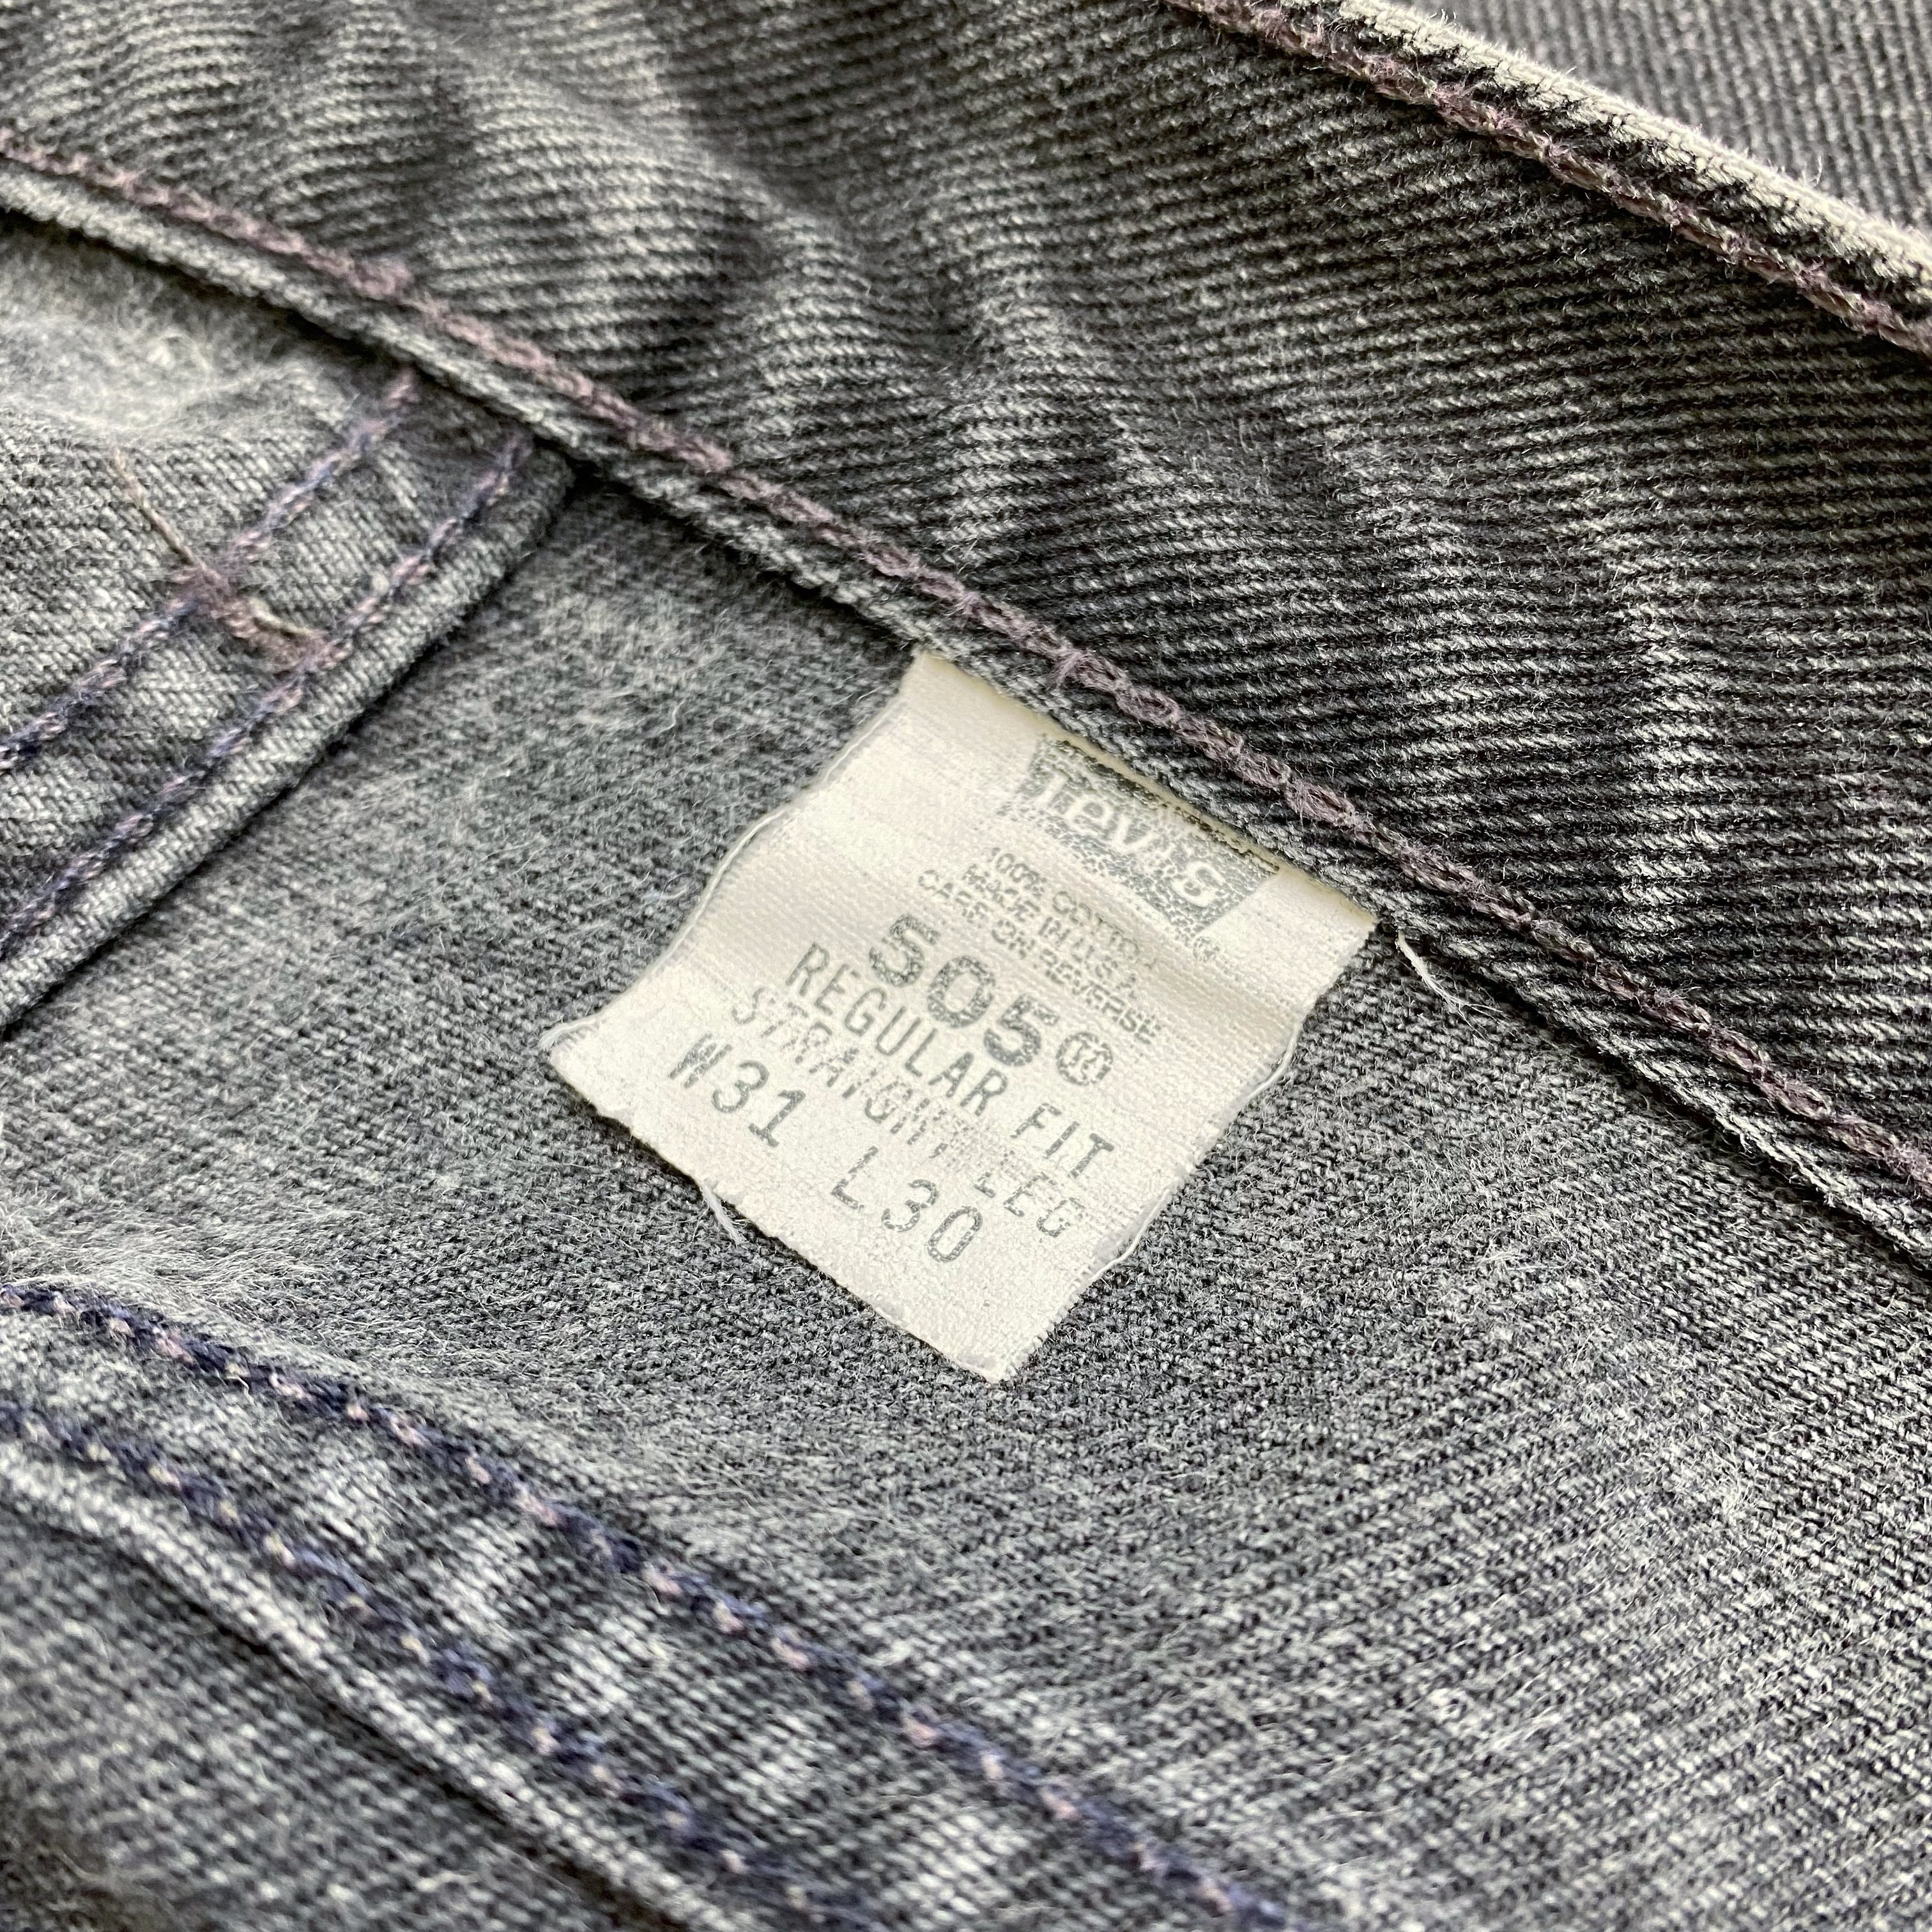 Levi's
100% COTTON
MADE IN U.S.A.
CARE ON REVERSE
505®
REGULAR FIT
STRAIGHT LEG
W31 L30